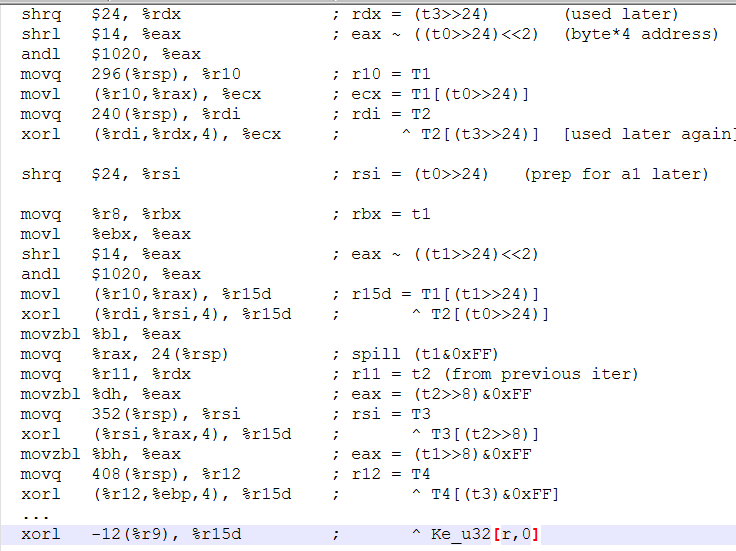 shrq   $24, %rdx               ; rdx = (t3>>24)       (used later)
shrl   $14, %eax               ; eax ~ ((t0>>24)<<2)  (byte*4 address)
andl   $1020, %eax
movq   296(%rsp), %r10         ; r10 = T1
movl   (%r10,%rax), %ecx       ; ecx = T1[(t0>>24)]
movq   240(%rsp), %rdi         ; rdi = T2
xorl   (%rdi,%rdx,4), %ecx     ;      ^ T2[(t3>>24)]  [used later again]
shrq   $24, %rsi               ; rsi = (t0>>24)   (prep for a1 later)
movq   %r8, %rbx               ; rbx = t1
movl   %ebx, %eax
shrl   $14, %eax               ; eax ~ ((t1>>24)<<2)
andl   $1020, %eax
movl   (%r10,%rax), %r15d      ; r15d = T1[(t1>>24)]
xorl   (%rdi,%rsi,4), %r15d    ;       ^ T2[(t0>>24)]
movzbl %bl, %eax
movq   %rax, 24(%rsp)          ; spill (t1&0xFF)
movq   %r11, %rdx              ; r11 = t2 (from previous iter)
movzbl %dh, %eax               ; eax = (t2>>8)&0xFF
movq   352(%rsp), %rsi         ; rsi = T3
xorl   (%rsi,%rax,4), %r15d    ;       ^ T3[(t2>>8)]
movzbl %bh, %eax               ; eax = (t1>>8)&0xFF
movq   408(%rsp), %r12         ; r12 = T4
xorl   (%r12,%ebp,4), %r15d    ;       ^ T4[(t3)&0xFF]
...
xorl   -12(%r9), %r15d         ;       ^ Ke_u32[r,0]